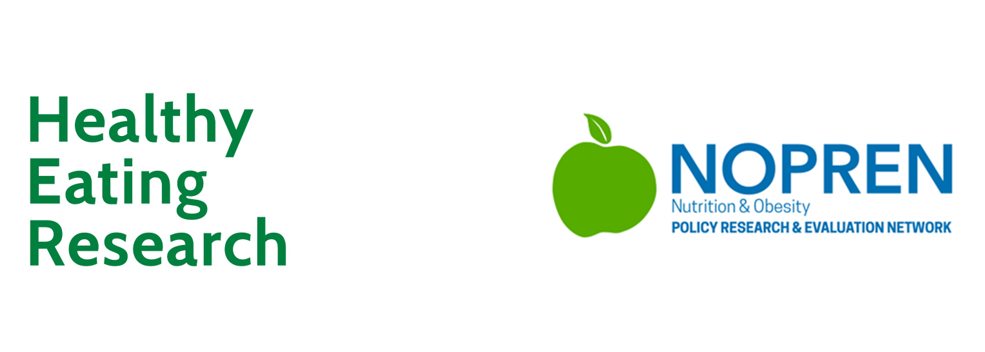 Healthy
Eating
Research
NOPREN
Nutrition & Obesity
POLICY RESEARCH & EVALUATION NETWORK